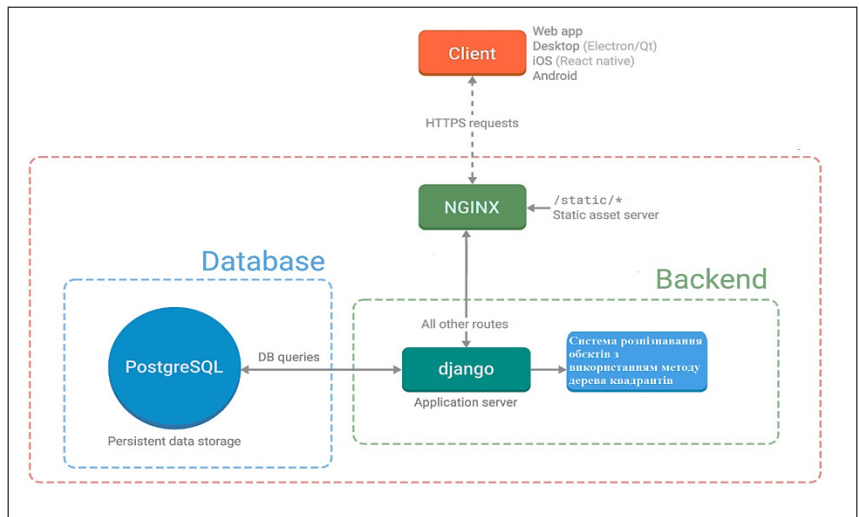 Client
Web app
Desktop (Electron/Qt)
iOS (React native)
Android
HTTPS requests
NGINX
/static/*
Static asset server
Database
Backend
All other routes
PostgreSQL
DB queries
django
Система розпізнавання
обєктів з
використанням методу
дерева квадрантів
Application server
Persistent data storage